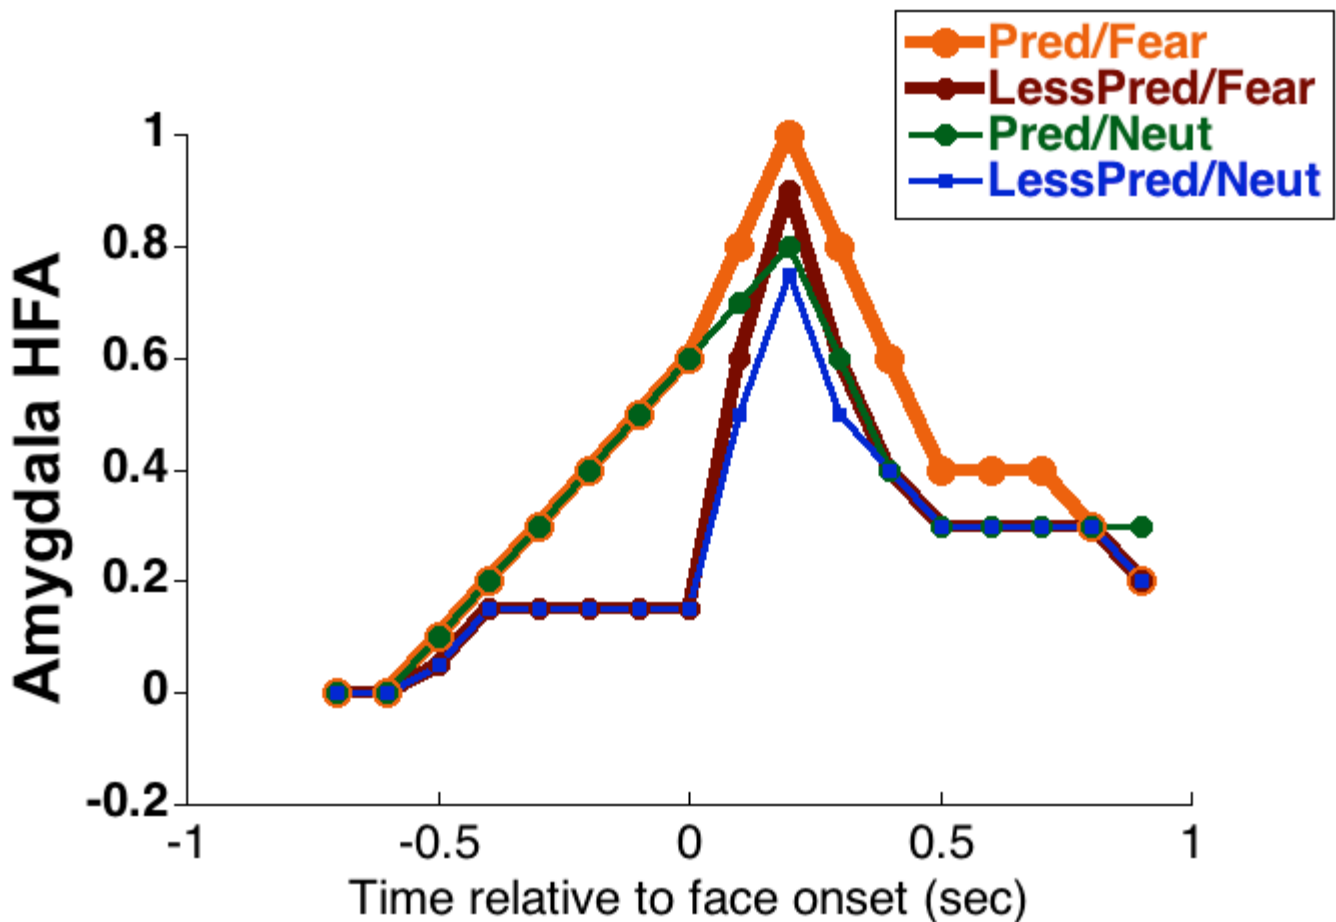 Pred/Fear
LessPred/Fear
Pred/Neut
LessPred/Neut
1
0.8
0.6
0.4
0.2
0
-0.2
Amygdala HFA
-1 -0.5 0 0.5 1
Time relative to face onset (sec)